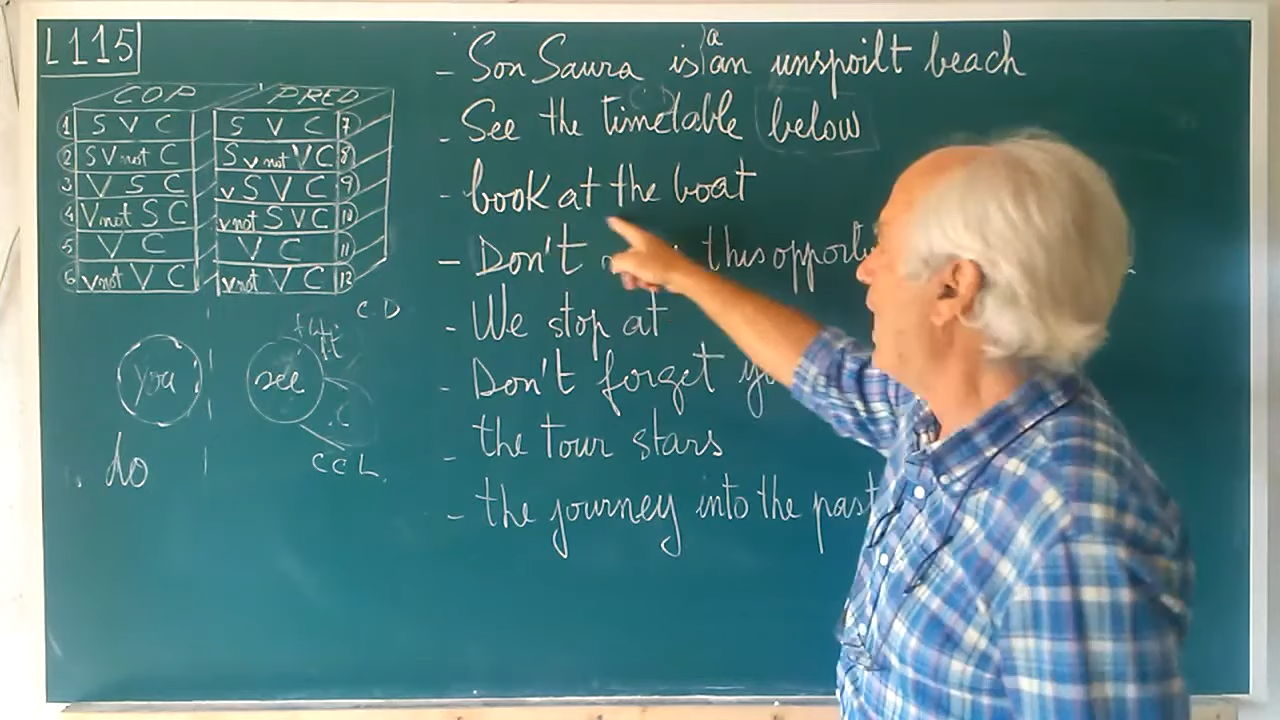 L115
COP PRED
1 S V C S V C 7
2 S V not C S v not V C 8
3 V S C v S V C 9
4 V not S C v not S V C 10
5 V C V C 11
6 v not V C v not V C 12
C.D
you see
C C L.
. do
- Son Saura is a an unspoilt beach
- See the timetable below
- book at the boat
- Don't this opportu
- We stop at
- Don't forget
- the tour stars
- the journey into the past